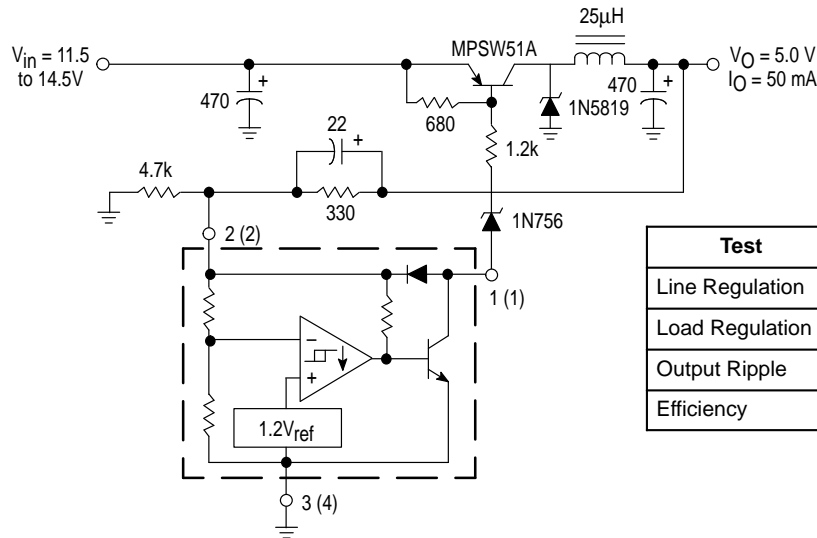 25µH
Vin = 11.5
to 14.5V
MPSW51A
VO = 5.0 V
IO = 50 mA
470
+
680
1N5819
470
+
22
+
1.2k
4.7k
330
1N756
2 (2)
1 (1)
−
+
1.2Vref
3 (4)
Test
Line Regulation
Load Regulation
Output Ripple
Efficiency